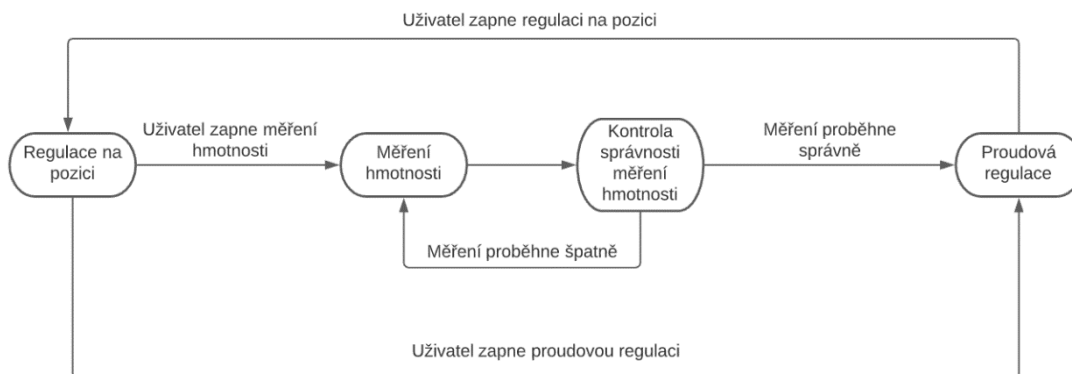 Uživatel zapne regulaci na pozici
Regulace na
pozici
Uživatel zapne měření
hmotnosti
Měření
hmotnosti
Kontrola
správnosti
měření
hmotnosti
Měření proběhne
správně
Proudová
regulace
Měření proběhne špatně
Uživatel zapne proudovou regulaci